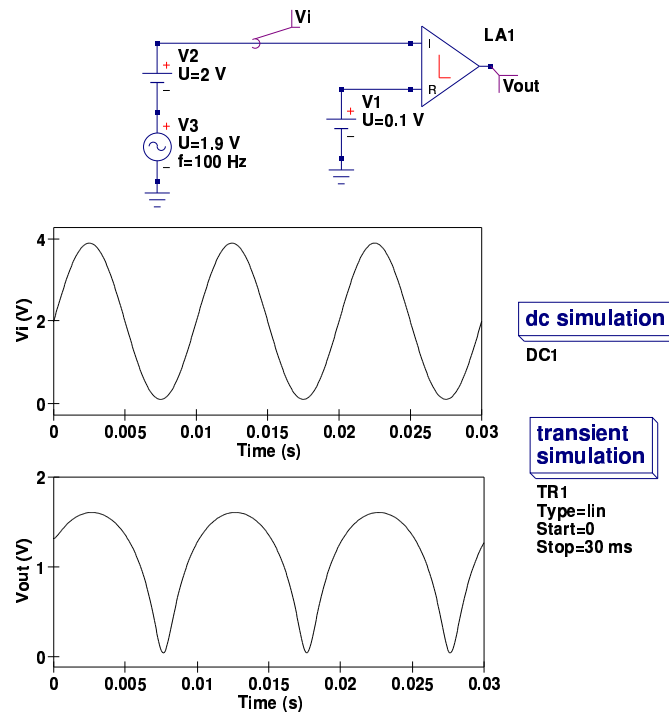 Vi
LA1
V2
U=2 V
I
R
Vout
V1
U=0.1 V
V3
U=1.9 V
f=100 Hz
+
−
+
−
+
−
4
2
0
Vi (V)
0 0.005 0.01 0.015 0.02 0.025 0.03
Time (s)
dc simulation
DC1
transient
simulation
TR1
Type=lin
Start=0
Stop=30 ms
2
1
0
Vout (V)
0 0.005 0.01 0.015 0.02 0.025 0.03
Time (s)